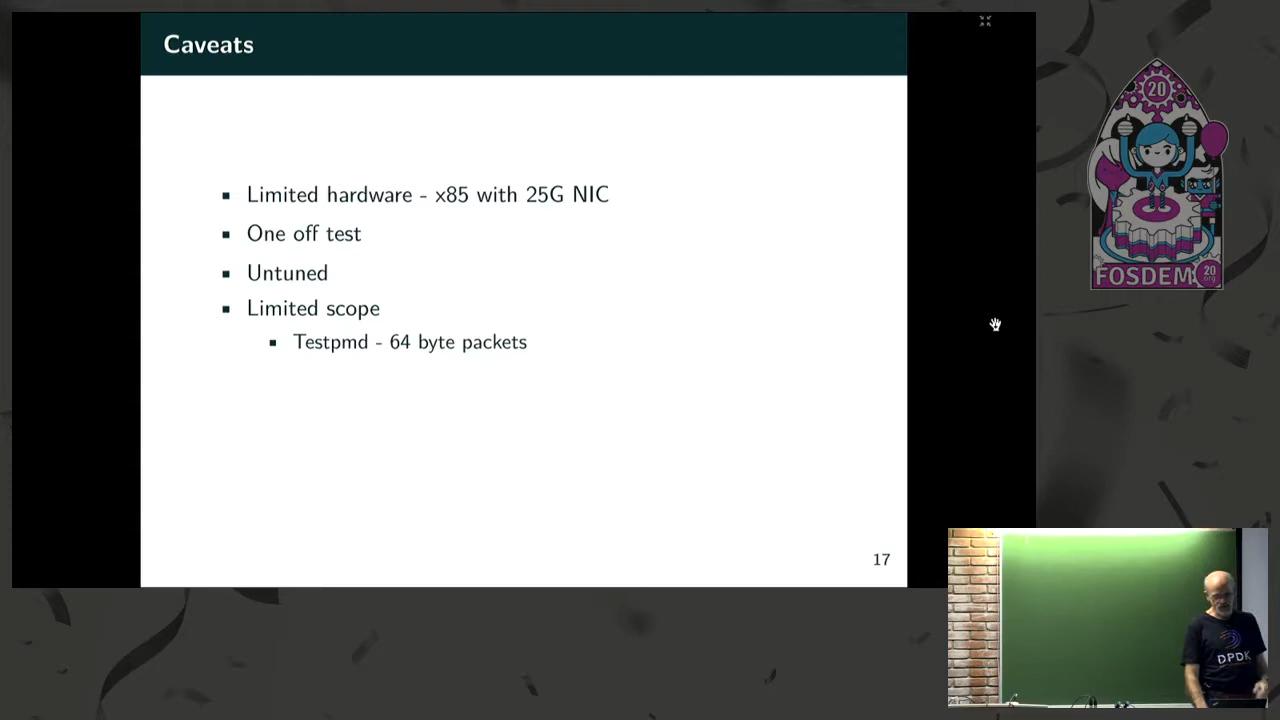 Caveats
Limited hardware - x85 with 25G NIC
One off test
Untuned
Limited scope
Testpmd - 64 byte packets
17
20
FOSDEM
20
.org
DPDK